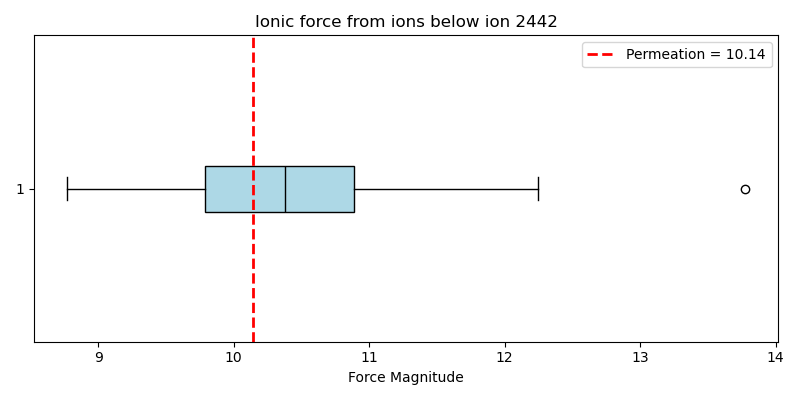 Ionic force from ions below ion 2442
Permeation = 10.14
1
9 10 11 12 13 14
Force Magnitude